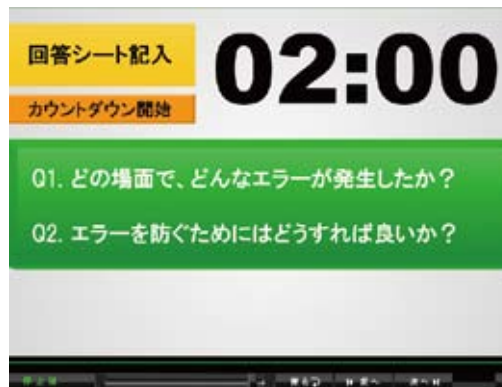 回答シート記入
02:00
カウントダウン開始
Q1. どの場面で、どんなエラーが発生したか？
Q2. エラーを防ぐためにはどうすれば良いか？